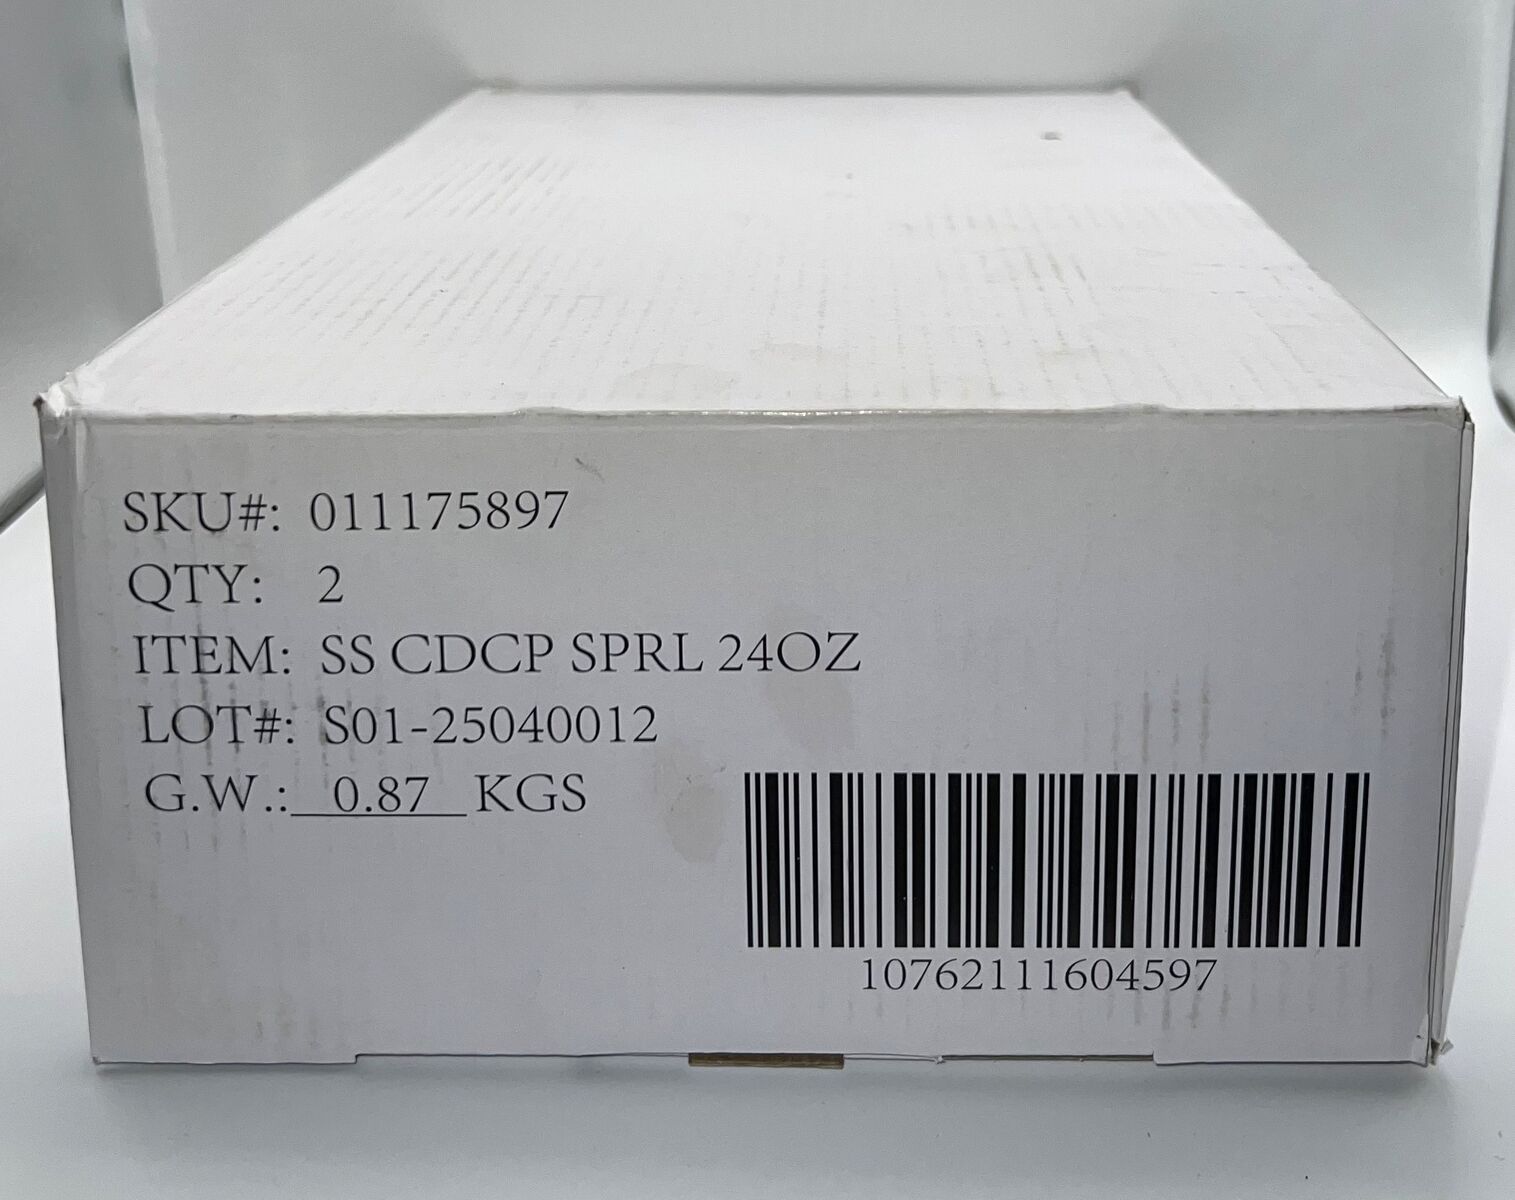 SKU#: 011175897
QTY: 2
ITEM: SS CDCP SPRL 24OZ
LOT#: S01-25040012
G.W.: 0.87 KGS
10762111604597